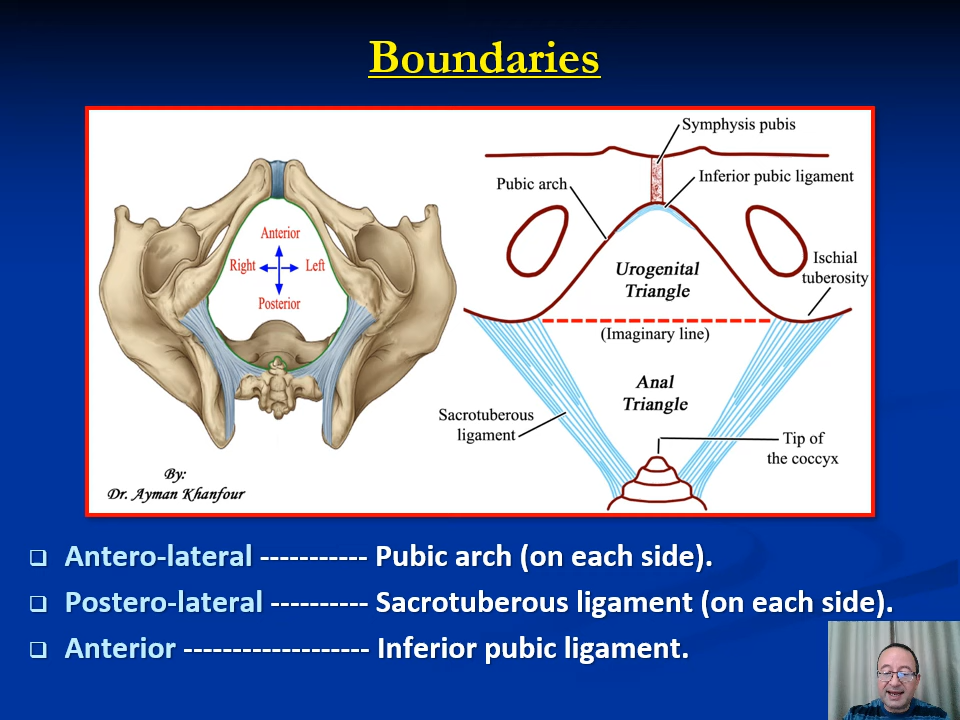 Boundaries
Anterior
Right
Left
Posterior
By:
Dr. Ayman Khanfour
Symphysis pubis
Pubic arch
Inferior pubic ligament
Urogenital
Triangle
Ischial
tuberosity
(Imaginary line)
Anal
Triangle
Sacrotuberous
ligament
Tip of
the coccyx
Antero-lateral ----------- Pubic arch (on each side).
Postero-lateral ---------- Sacrotuberous ligament (on each side).
Anterior ------------------- Inferior pubic ligament.